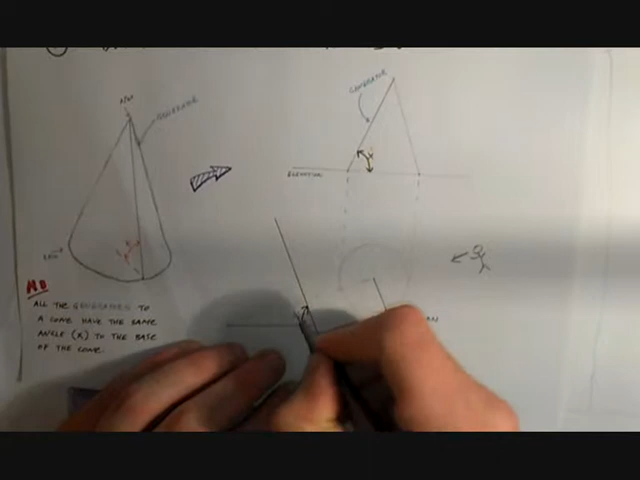 APEX
GENERATOR
GENERATOR
ELEVATION
X
X
NB
ALL THE GENERATORS TO
A CONE HAVE THE SAME
ANGLE (X) TO THE BASE
OF THE CONE.